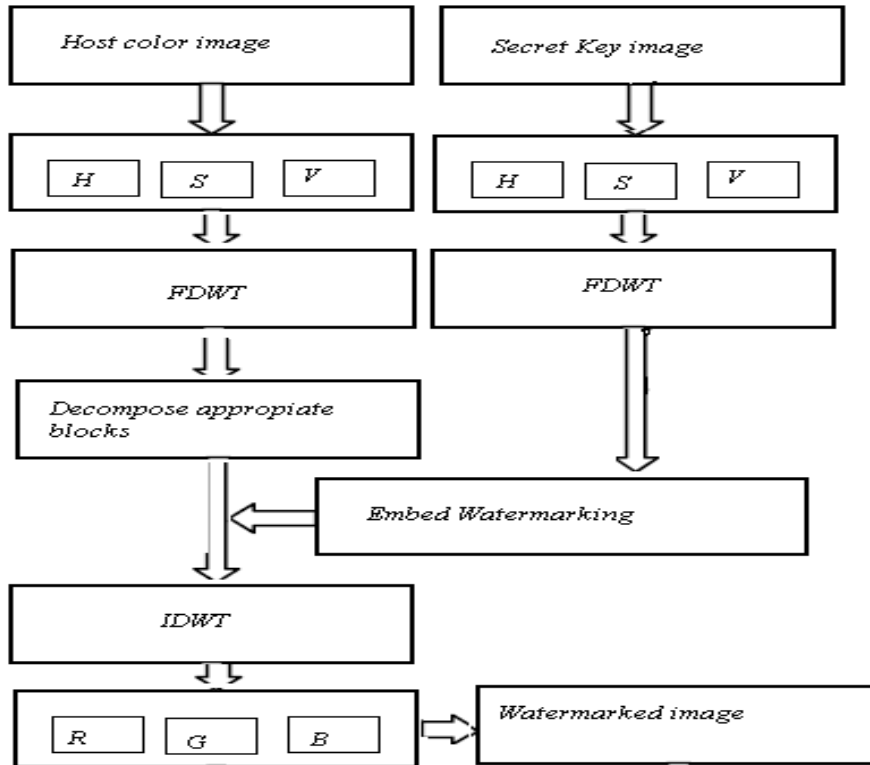 Host color image
Secret Key image
H S V
H S V
FDWT
FDWT
Decompose appropiate
blocks
Embed Watermarking
IDWT
R G B
Watermarked image